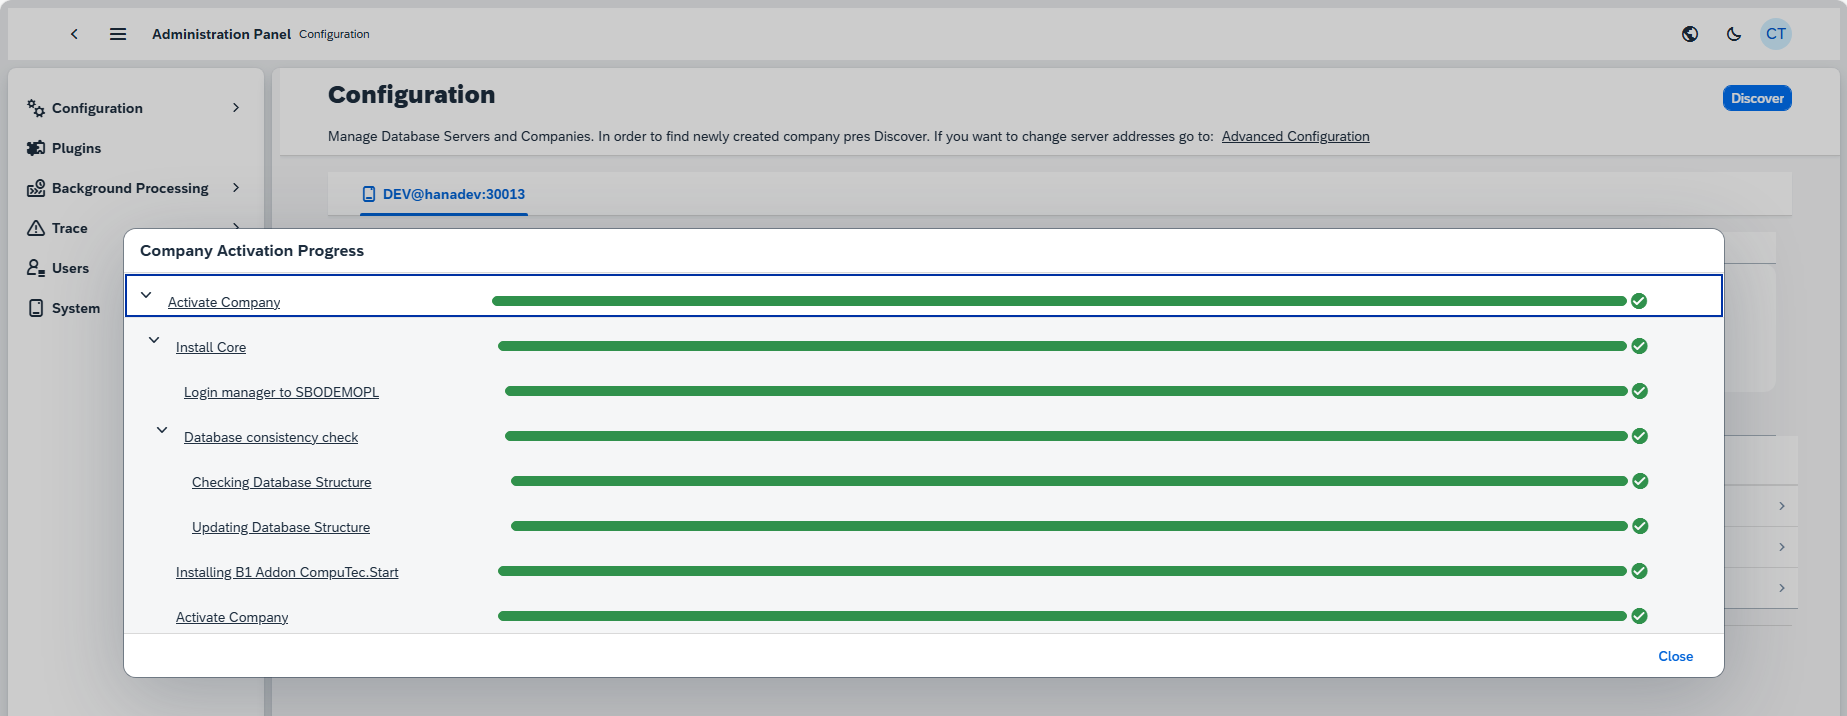 Administration Panel Configuration
CT
Configuration
Plugins
Background Processing
Trace
Users
System
Configuration
Discover
Manage Database Servers and Companies. In order to find newly created company pres Discover. If you want to change server addresses go to: Advanced Configuration
DEV@hanadev:30013
Company Activation Progress
Activate Company
Install Core
Login manager to SBODEMOPL
Database consistency check
Checking Database Structure
Updating Database Structure
Installing B1 Addon CompuTec.Start
Activate Company
Close